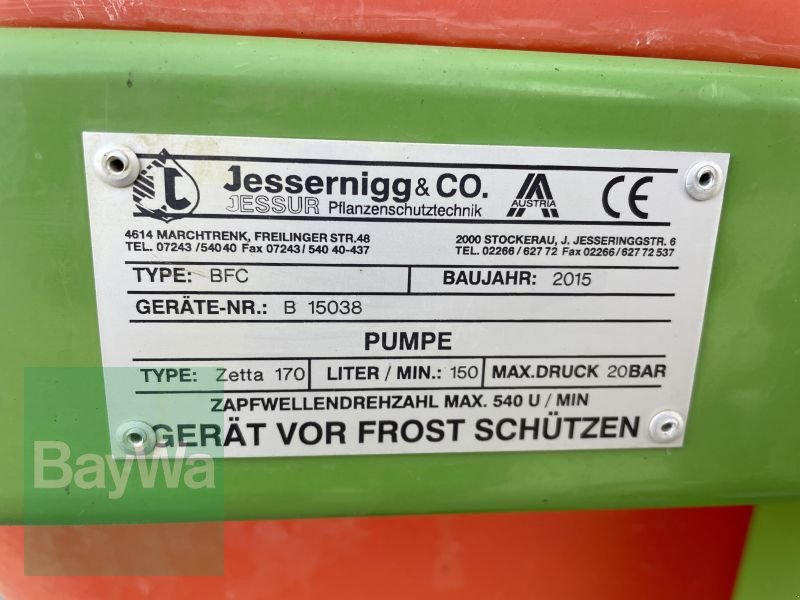 Jessernigg & CO.
JESSUR Pflanzenschutztechnik
AUSTRIA
CE
4614 MARCHTRENK, FREILINGER STR.48
TEL. 07243 / 540 40 Fax 07243 / 540 40-437
2000 STOCKERAU, J. JESSERINGGSTR. 6
TEL. 02266 / 627 72 Fax 02266 / 627 72 537
TYPE: BFC
BAUJAHR: 2015
GERÄTE-NR.: B 15038
PUMPE
TYPE: Zetta 170
LITER / MIN.: 150
MAX.DRUCK 20BAR
ZAPFWELLENDREHZAHL MAX. 540 U / MIN
GERÄT VOR FROST SCHÜTZEN
BayWa